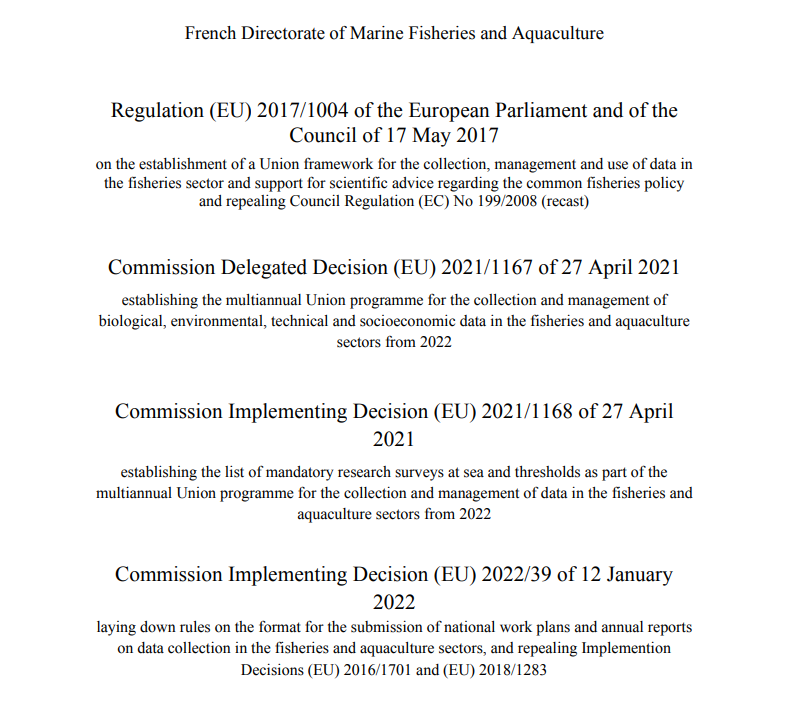 French Directorate of Marine Fisheries and Aquaculture
Regulation (EU) 2017/1004 of the European Parliament and of the
Council of 17 May 2017
on the establishment of a Union framework for the collection, management and use of data in
the fisheries sector and support for scientific advice regarding the common fisheries policy
and repealing Council Regulation (EC) No 199/2008 (recast)
Commission Delegated Decision (EU) 2021/1167 of 27 April 2021
establishing the multiannual Union programme for the collection and management of
biological, environmental, technical and socioeconomic data in the fisheries and aquaculture
sectors from 2022
Commission Implementing Decision (EU) 2021/1168 of 27 April
2021
establishing the list of mandatory research surveys at sea and thresholds as part of the
multiannual Union programme for the collection and management of data in the fisheries and
aquaculture sectors from 2022
Commission Implementing Decision (EU) 2022/39 of 12 January
2022
laying down rules on the format for the submission of national work plans and annual reports
on data collection in the fisheries and aquaculture sectors, and repealing Implemention
Decisions (EU) 2016/1701 and (EU) 2018/1283